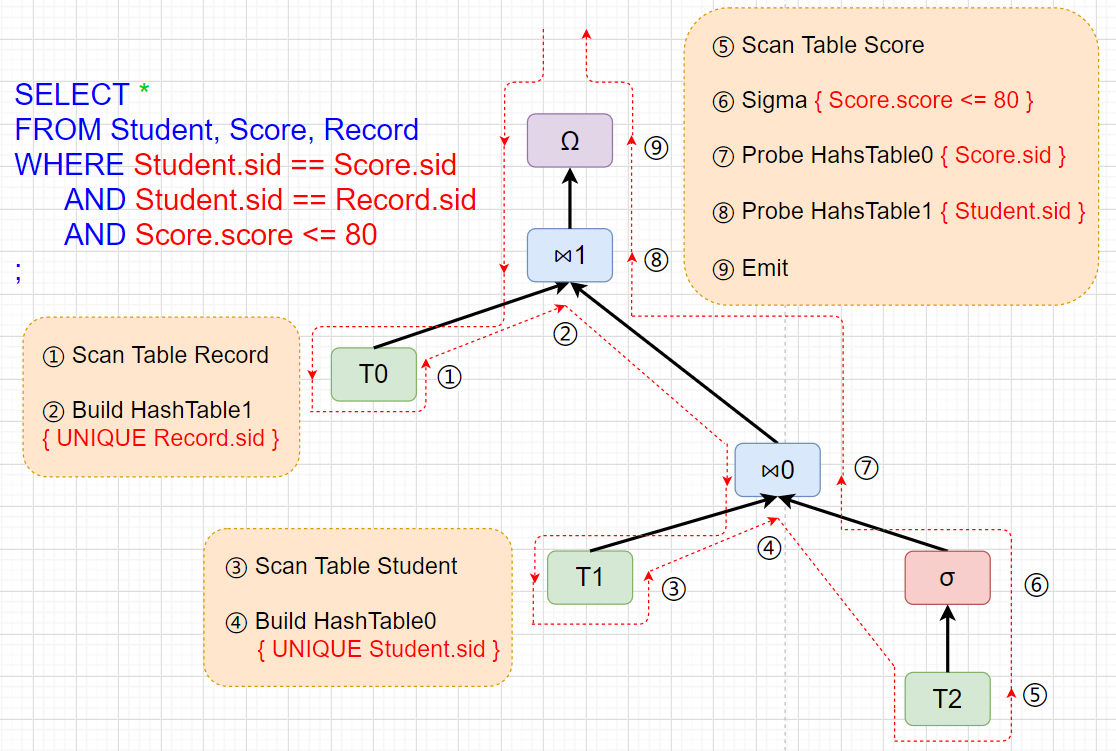 SELECT *
FROM Student, Score, Record
WHERE Student.sid == Score.sid
AND Student.sid == Record.sid
AND Score.score <= 80
;
⑤ Scan Table Score
⑥ Sigma { Score.score <= 80 }
⑦ Probe HahsTable0 { Score.sid }
⑧ Probe HahsTable1 { Student.sid }
⑨ Emit
Ω
⑨
⋈1
⑧
②
① Scan Table Record
② Build HashTable1
{ UNIQUE Record.sid }
T0
①
⋈0
⑦
④
③ Scan Table Student
④ Build HashTable0
{ UNIQUE Student.sid }
T1
③
σ
⑥
T2
⑤